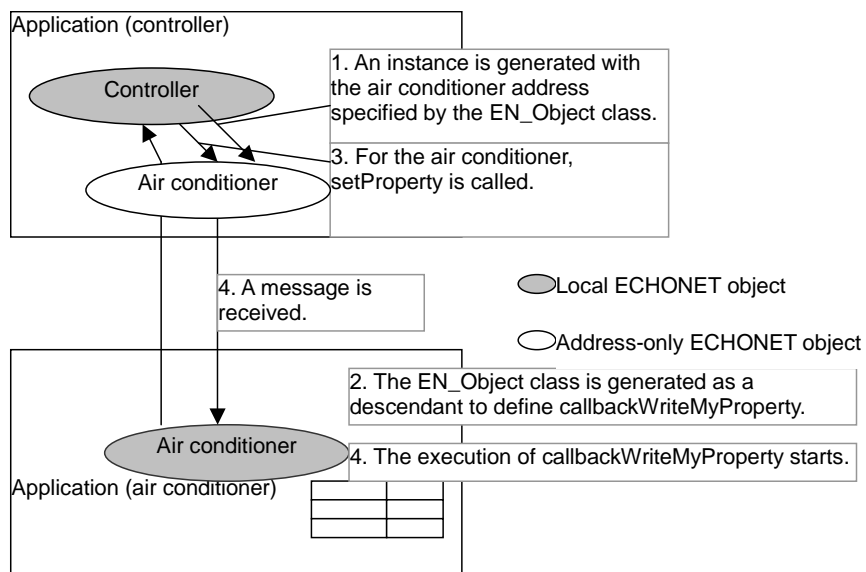 Application (controller)
Controller
1. An instance is generated with
the air conditioner address
specified by the EN_Object class.
3. For the air conditioner,
setProperty is called.
Air conditioner
4. A message is
received.
Local ECHONET object
Address-only ECHONET object
2. The EN_Object class is generated as a
descendant to define callbackWriteMyProperty.
Air conditioner
4. The execution of callbackWriteMyProperty starts.
Application (air conditioner)